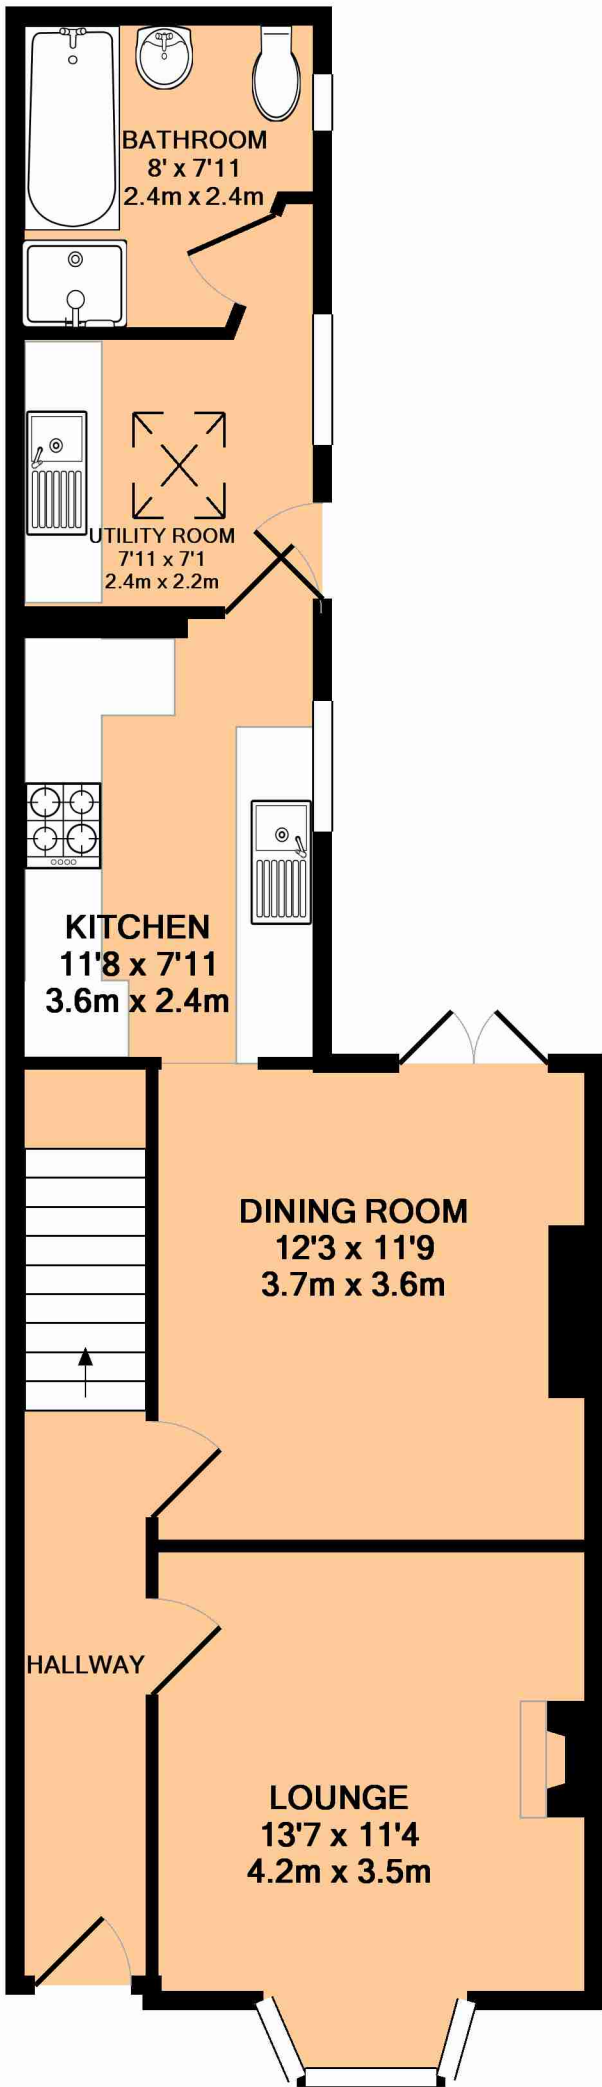 BATHROOM
8' x 7'11
2.4m x 2.4m
UTILITY ROOM
7'11 x 7'1
2.4m x 2.2m
KITCHEN
11'8 x 7'11
3.6m x 2.4m
DINING ROOM
12'3 x 11'9
3.7m x 3.6m
HALLWAY
LOUNGE
13'7 x 11'4
4.2m x 3.5m